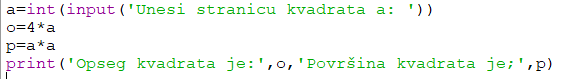 a=int(input('Unesi stranicu kvadrata a: '))
o=4*a
p=a*a
print('Opseg kvadrata je:',o,'Površina kvadrata je;',p)